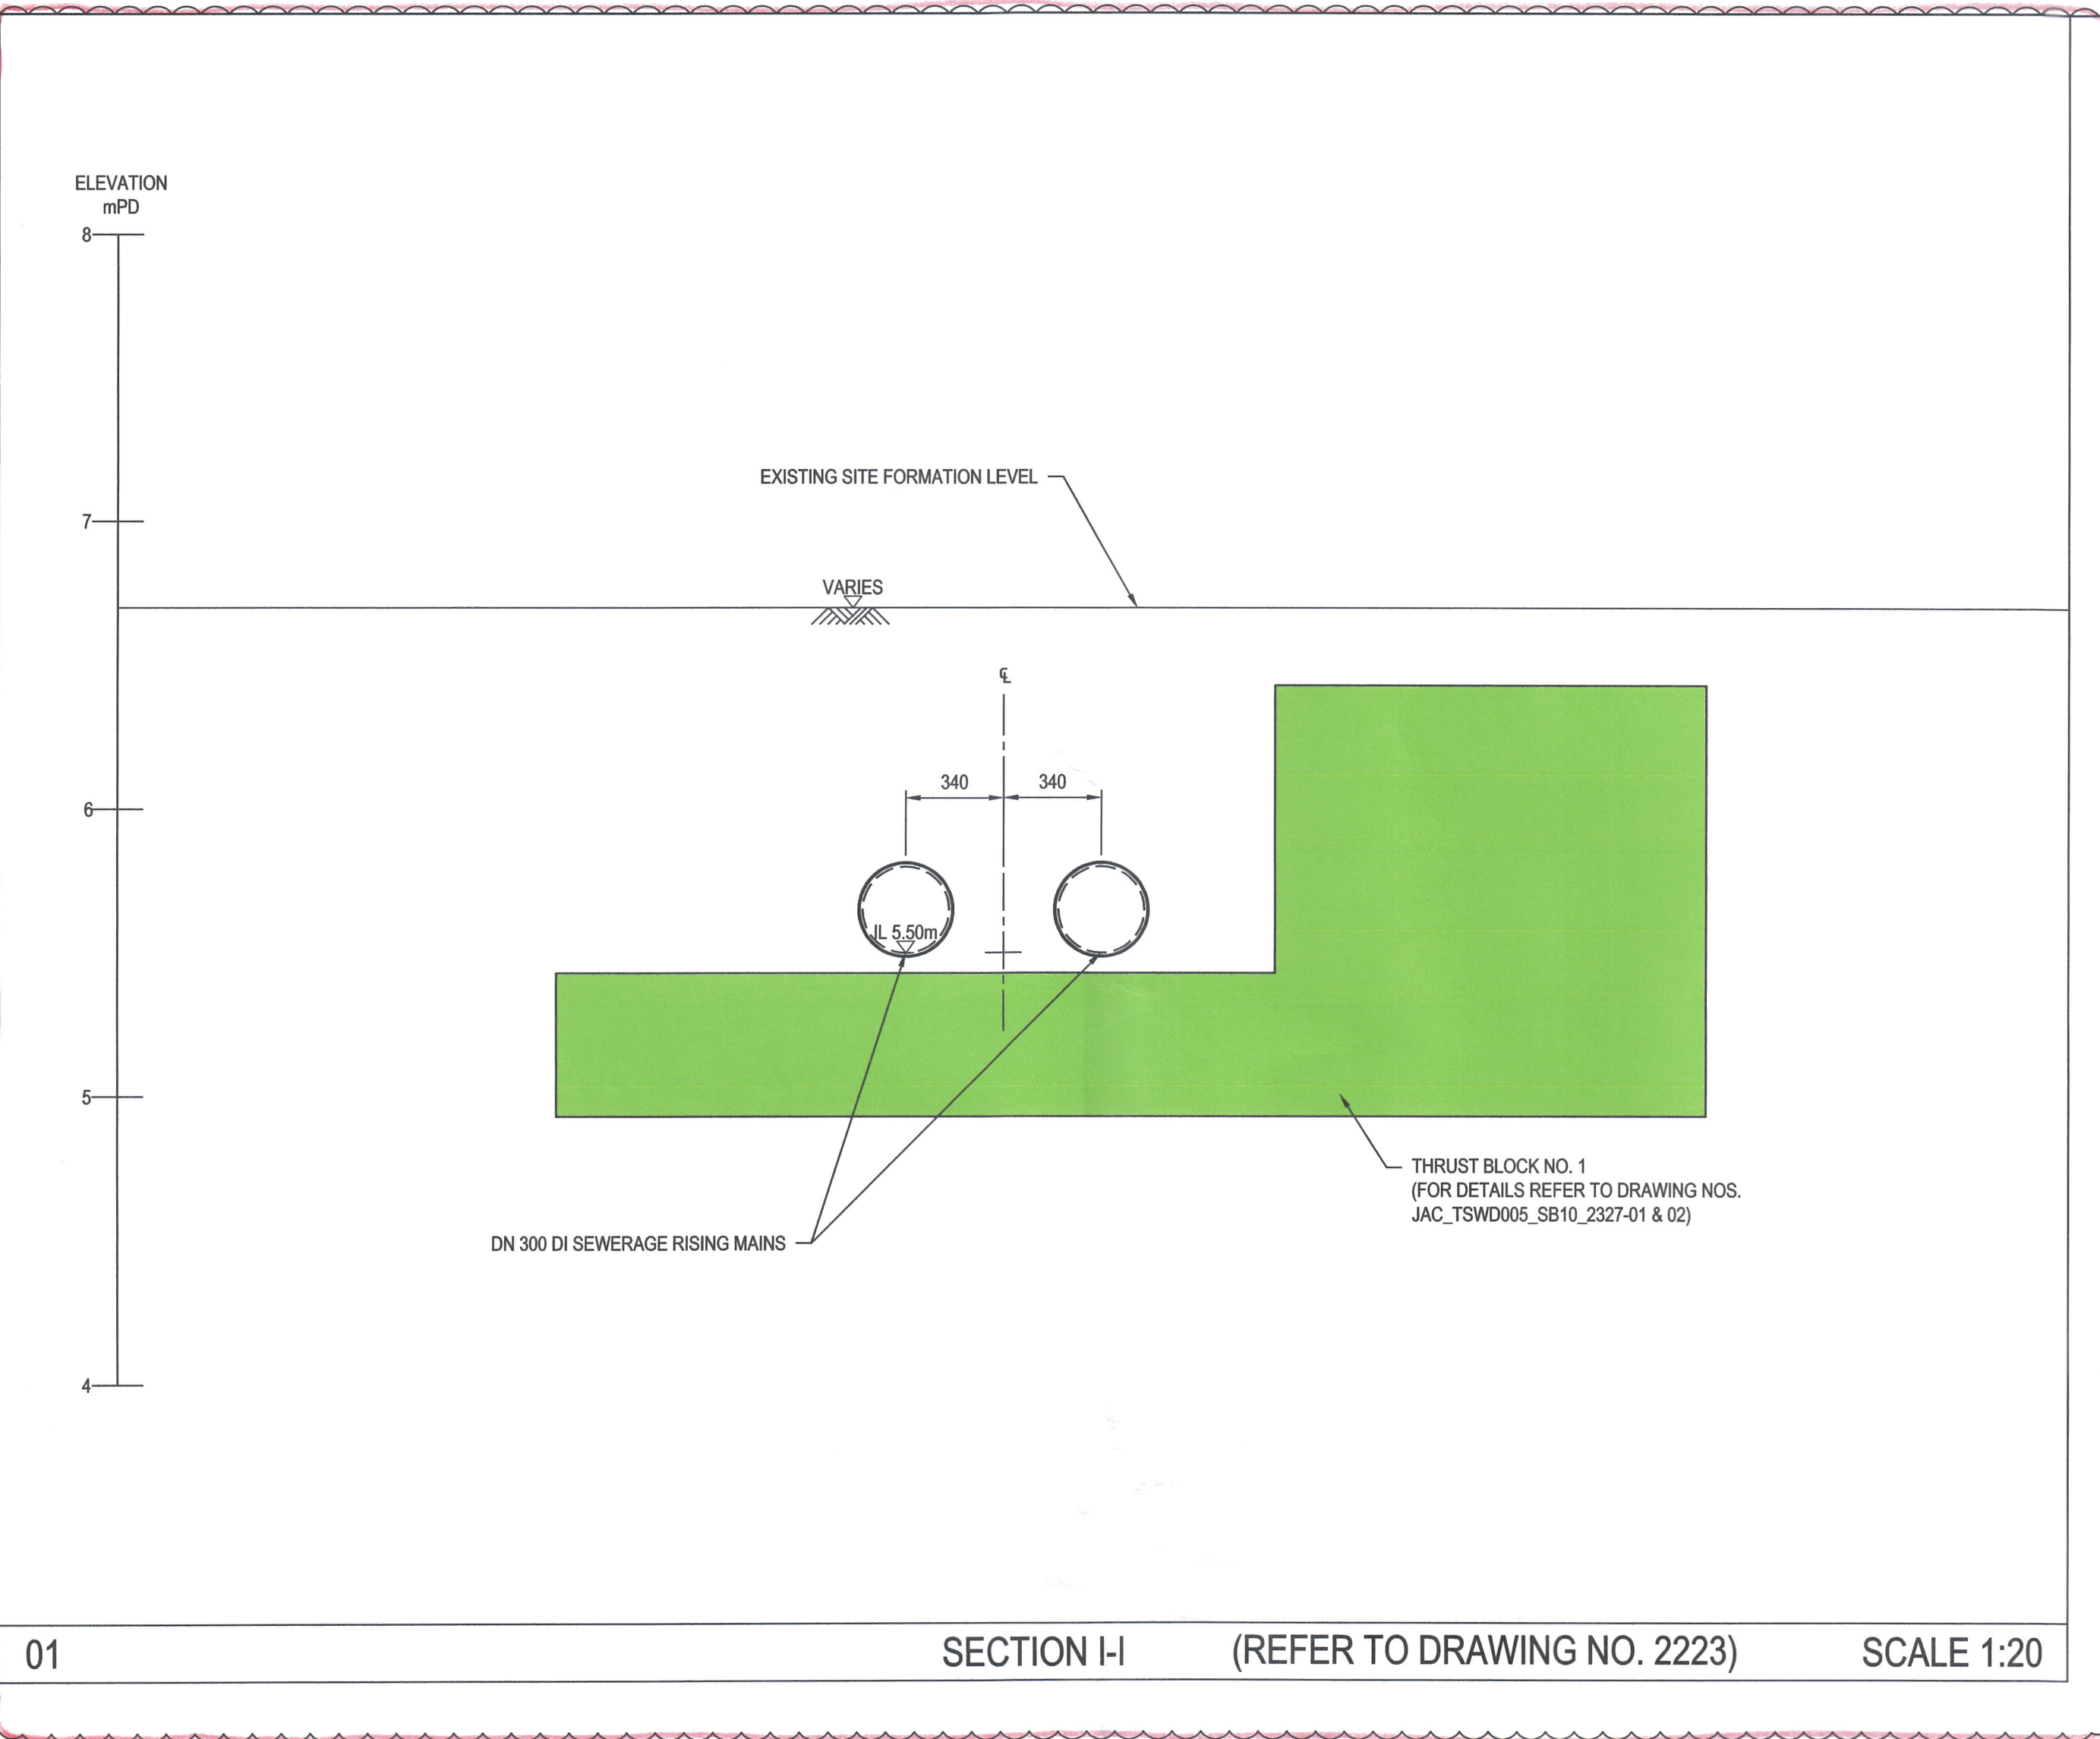 ELEVATION
mPD
8
EXISTING SITE FORMATION LEVEL
7
VARIES
℄
340 340
6
IL 5.50m
5
THRUST BLOCK NO. 1
(FOR DETAILS REFER TO DRAWING NOS.
JAC_TSWD005_SB10_2327-01 & 02)
DN 300 DI SEWERAGE RISING MAINS
4
01 SECTION I-I (REFER TO DRAWING NO. 2223) SCALE 1:20